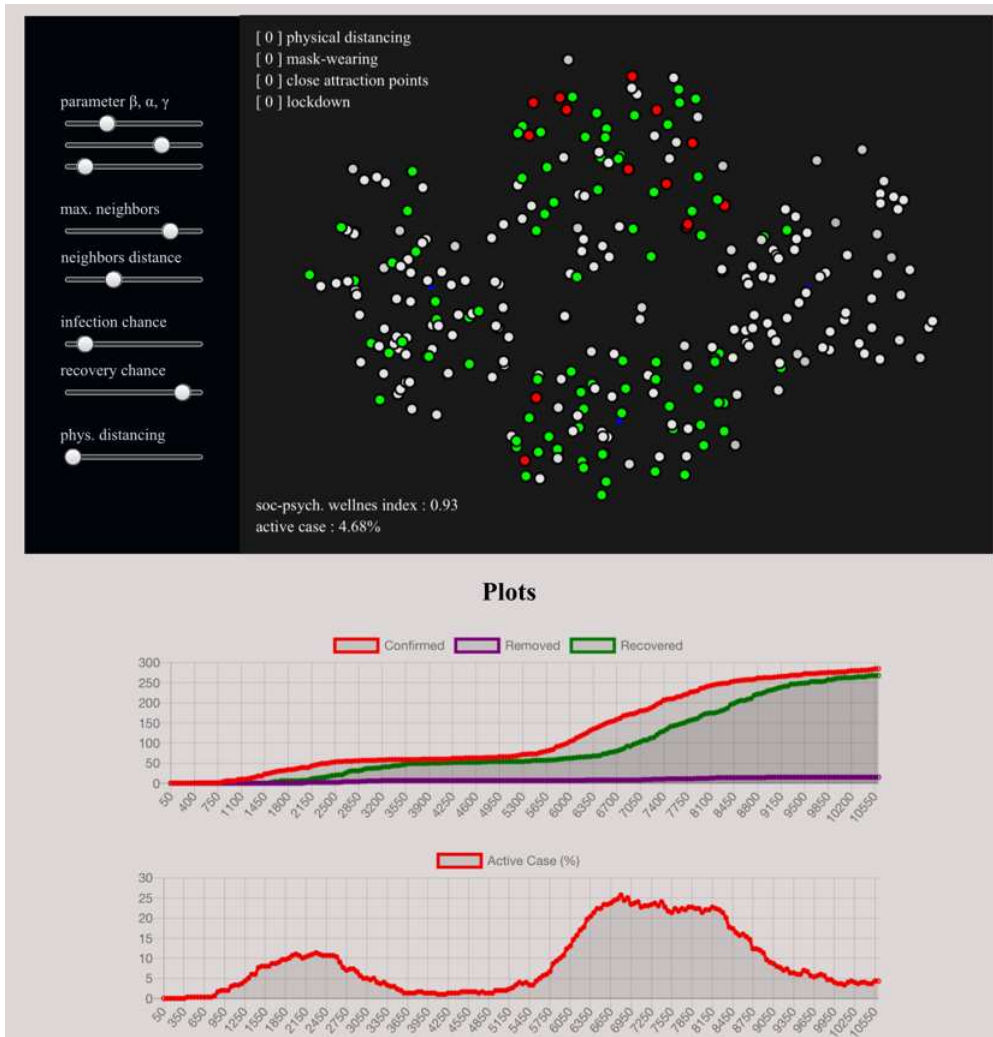 [ 0 ] physical distancing
[ 0 ] mask-wearing
[ 0 ] close attraction points
[ 0 ] lockdown
parameter β, α, γ
max. neighbors
neighbors distance
infection chance
recovery chance
phys. distancing
soc-psych. wellnes index : 0.93
active case : 4.68%
Plots
Confirmed Removed Recovered
300
250
200
150
100
50
0
50 400 750 1100 1450 1800 2150 2500 2850 3200 3550 3900 4250 4600 4950 5300 5650 6000 6350 6700 7050 7400 7750 8100 8450 8800 9150 9500 9850 10200 10550
Active Case (%)
30
25
20
15
10
5
0
50 350 650 950 1250 1550 1850 2150 2450 2750 3050 3350 3650 3950 4250 4550 4850 5150 5450 5750 6050 6350 6650 6950 7250 7550 7850 8150 8450 8750 9050 9350 9650 9950 10250 10550